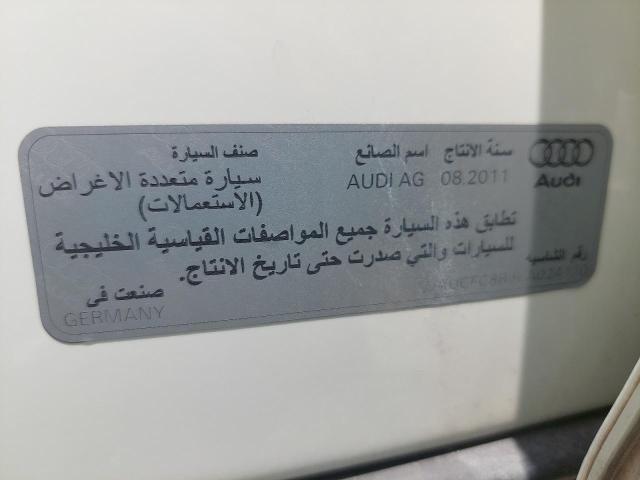 Audi
سنة الانتاج اسم الصانع صنف السيارة
08.2011 AUDI AG سيارة متعددة الاغراض
(الاستعمالات)
تطابق هذه السيارة جميع المواصفات القياسية الخليجية
للسيارات والتي صدرت حتى تاريخ الانتاج.
رقم الشاسيه
صنعت في
GERMANY